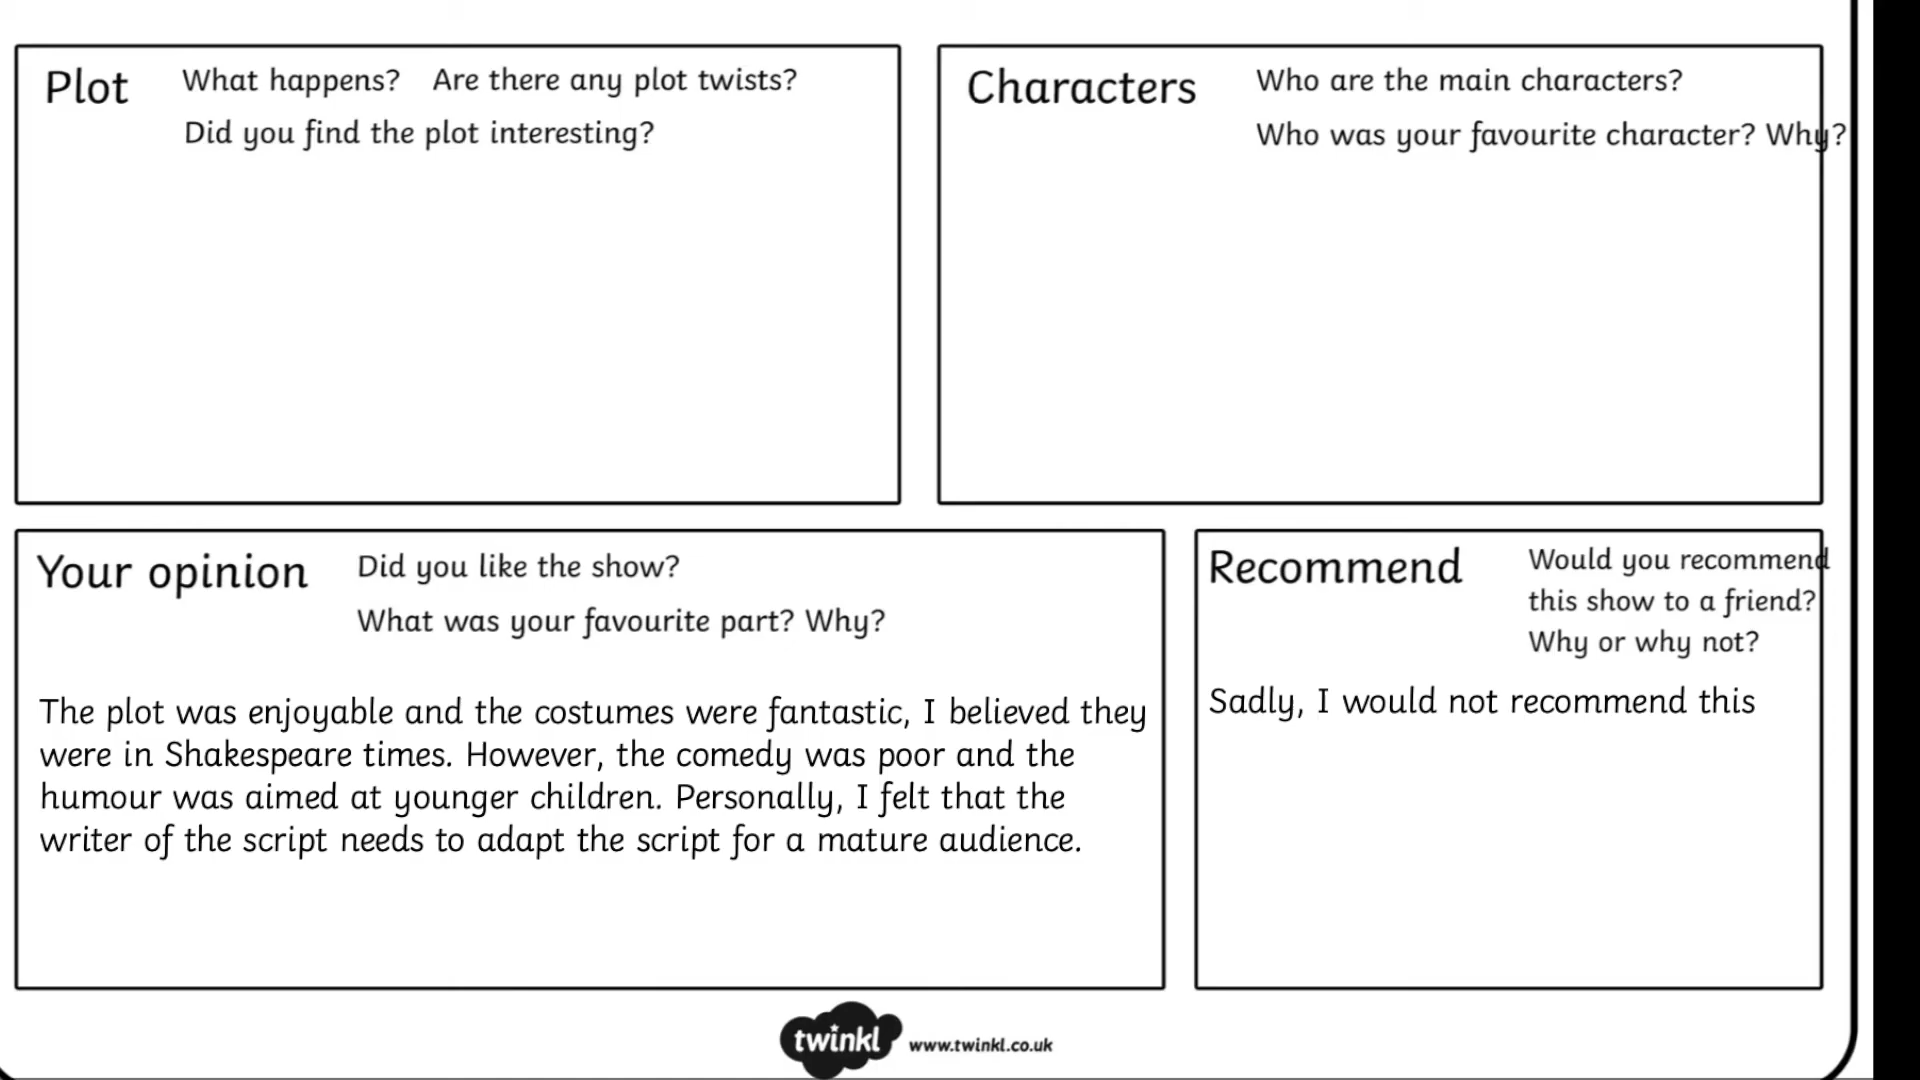 Plot
What happens? Are there any plot twists?
Did you find the plot interesting?
Characters
Who are the main characters?
Who was your favourite character? Why?
Your opinion
Did you like the show?
What was your favourite part? Why?
The plot was enjoyable and the costumes were fantastic, I believed they
were in Shakespeare times. However, the comedy was poor and the
humour was aimed at younger children. Personally, I felt that the
writer of the script needs to adapt the script for a mature audience.
Recommend
Would you recommend
this show to a friend?
Why or why not?
Sadly, I would not recommend this
twinkl
www.twinkl.co.uk